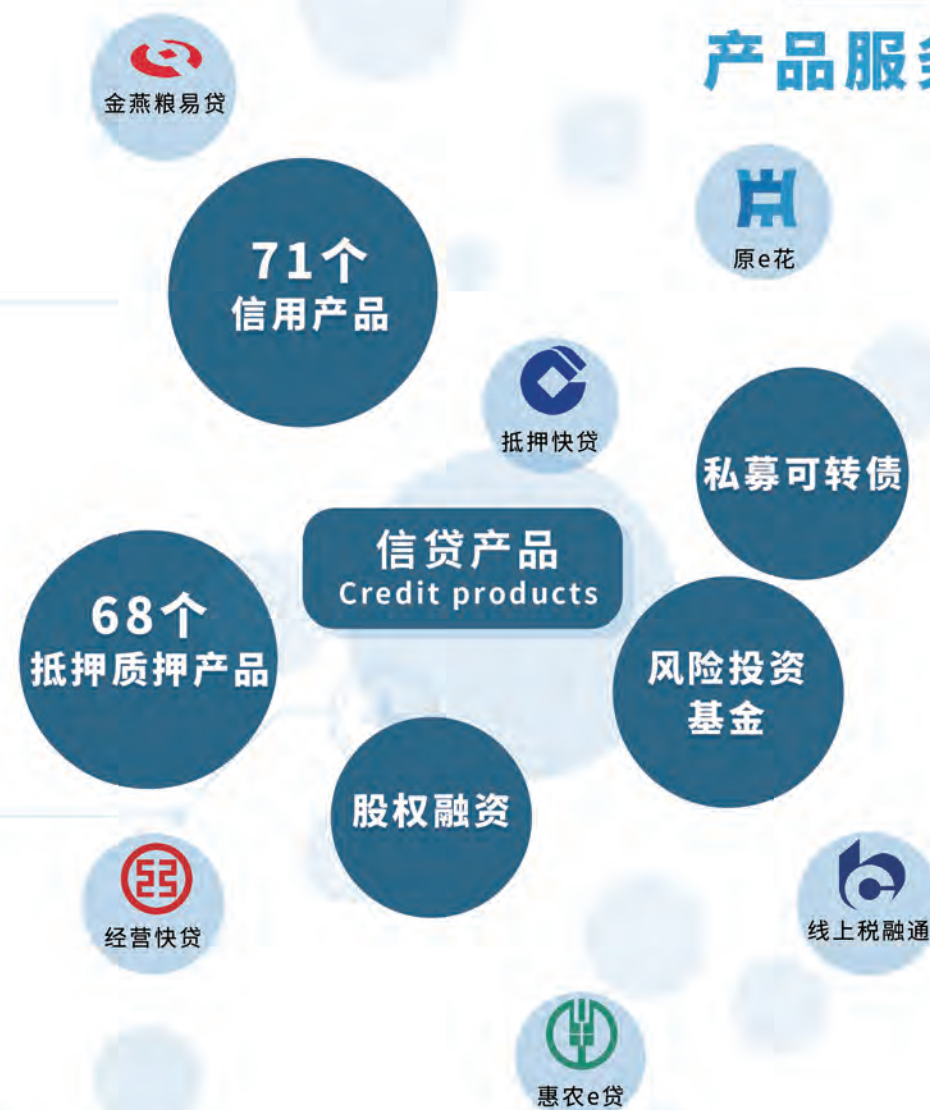 金燕粮易贷
产品服
原e花
71个
信用产品
抵押快贷
私募可转债
信贷产品
Credit products
68个
抵押质押产品
风险投资
基金
股权融资
经营快贷
线上税融通
惠农e贷